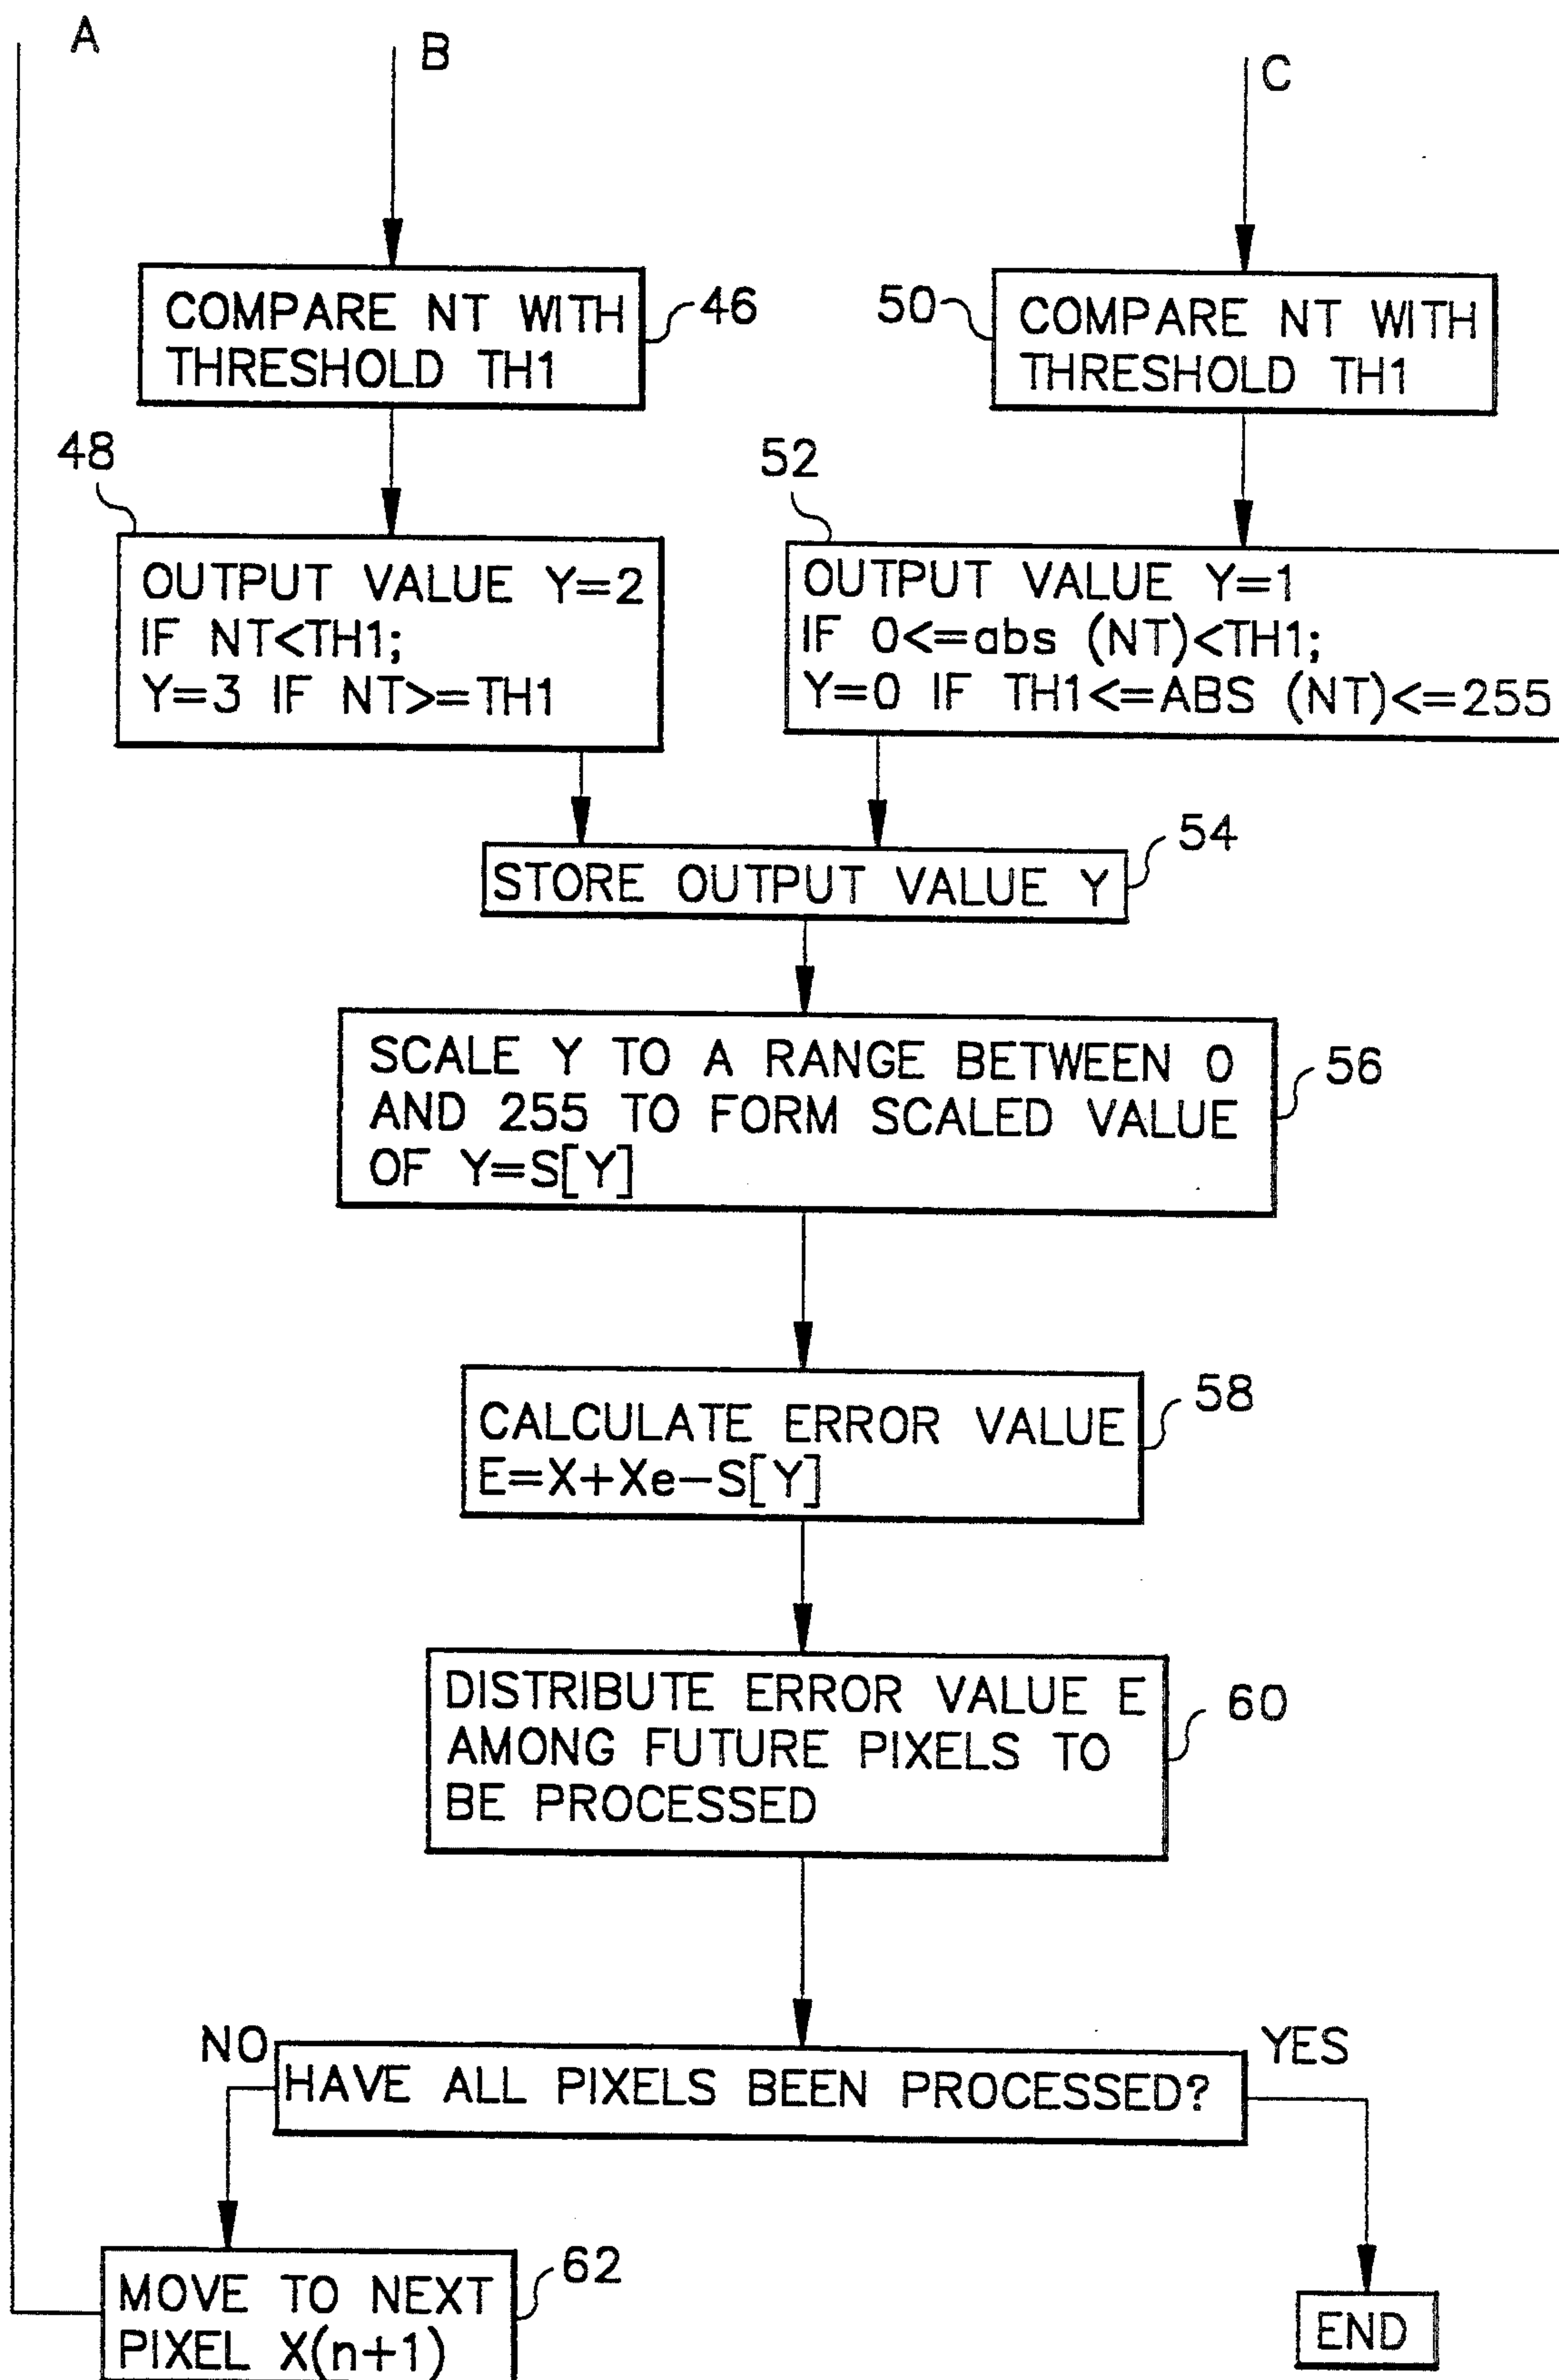 A
B
C
COMPARE NT WITH
THRESHOLD TH1
46
50
COMPARE NT WITH
THRESHOLD TH1
48
OUTPUT VALUE Y=2
IF NT<TH1;
Y=3 IF NT>=TH1
52
OUTPUT VALUE Y=1
IF 0<=abs (NT)<TH1;
Y=0 IF TH1<=ABS (NT)<=255
STORE OUTPUT VALUE Y
54
SCALE Y TO A RANGE BETWEEN 0
AND 255 TO FORM SCALED VALUE
OF Y=S[Y]
56
CALCULATE ERROR VALUE
E=X+Xe-S[Y]
58
DISTRIBUTE ERROR VALUE E
AMONG FUTURE PIXELS TO
BE PROCESSED
60
NO
HAVE ALL PIXELS BEEN PROCESSED?
YES
MOVE TO NEXT
PIXEL X(n+1)
62
END